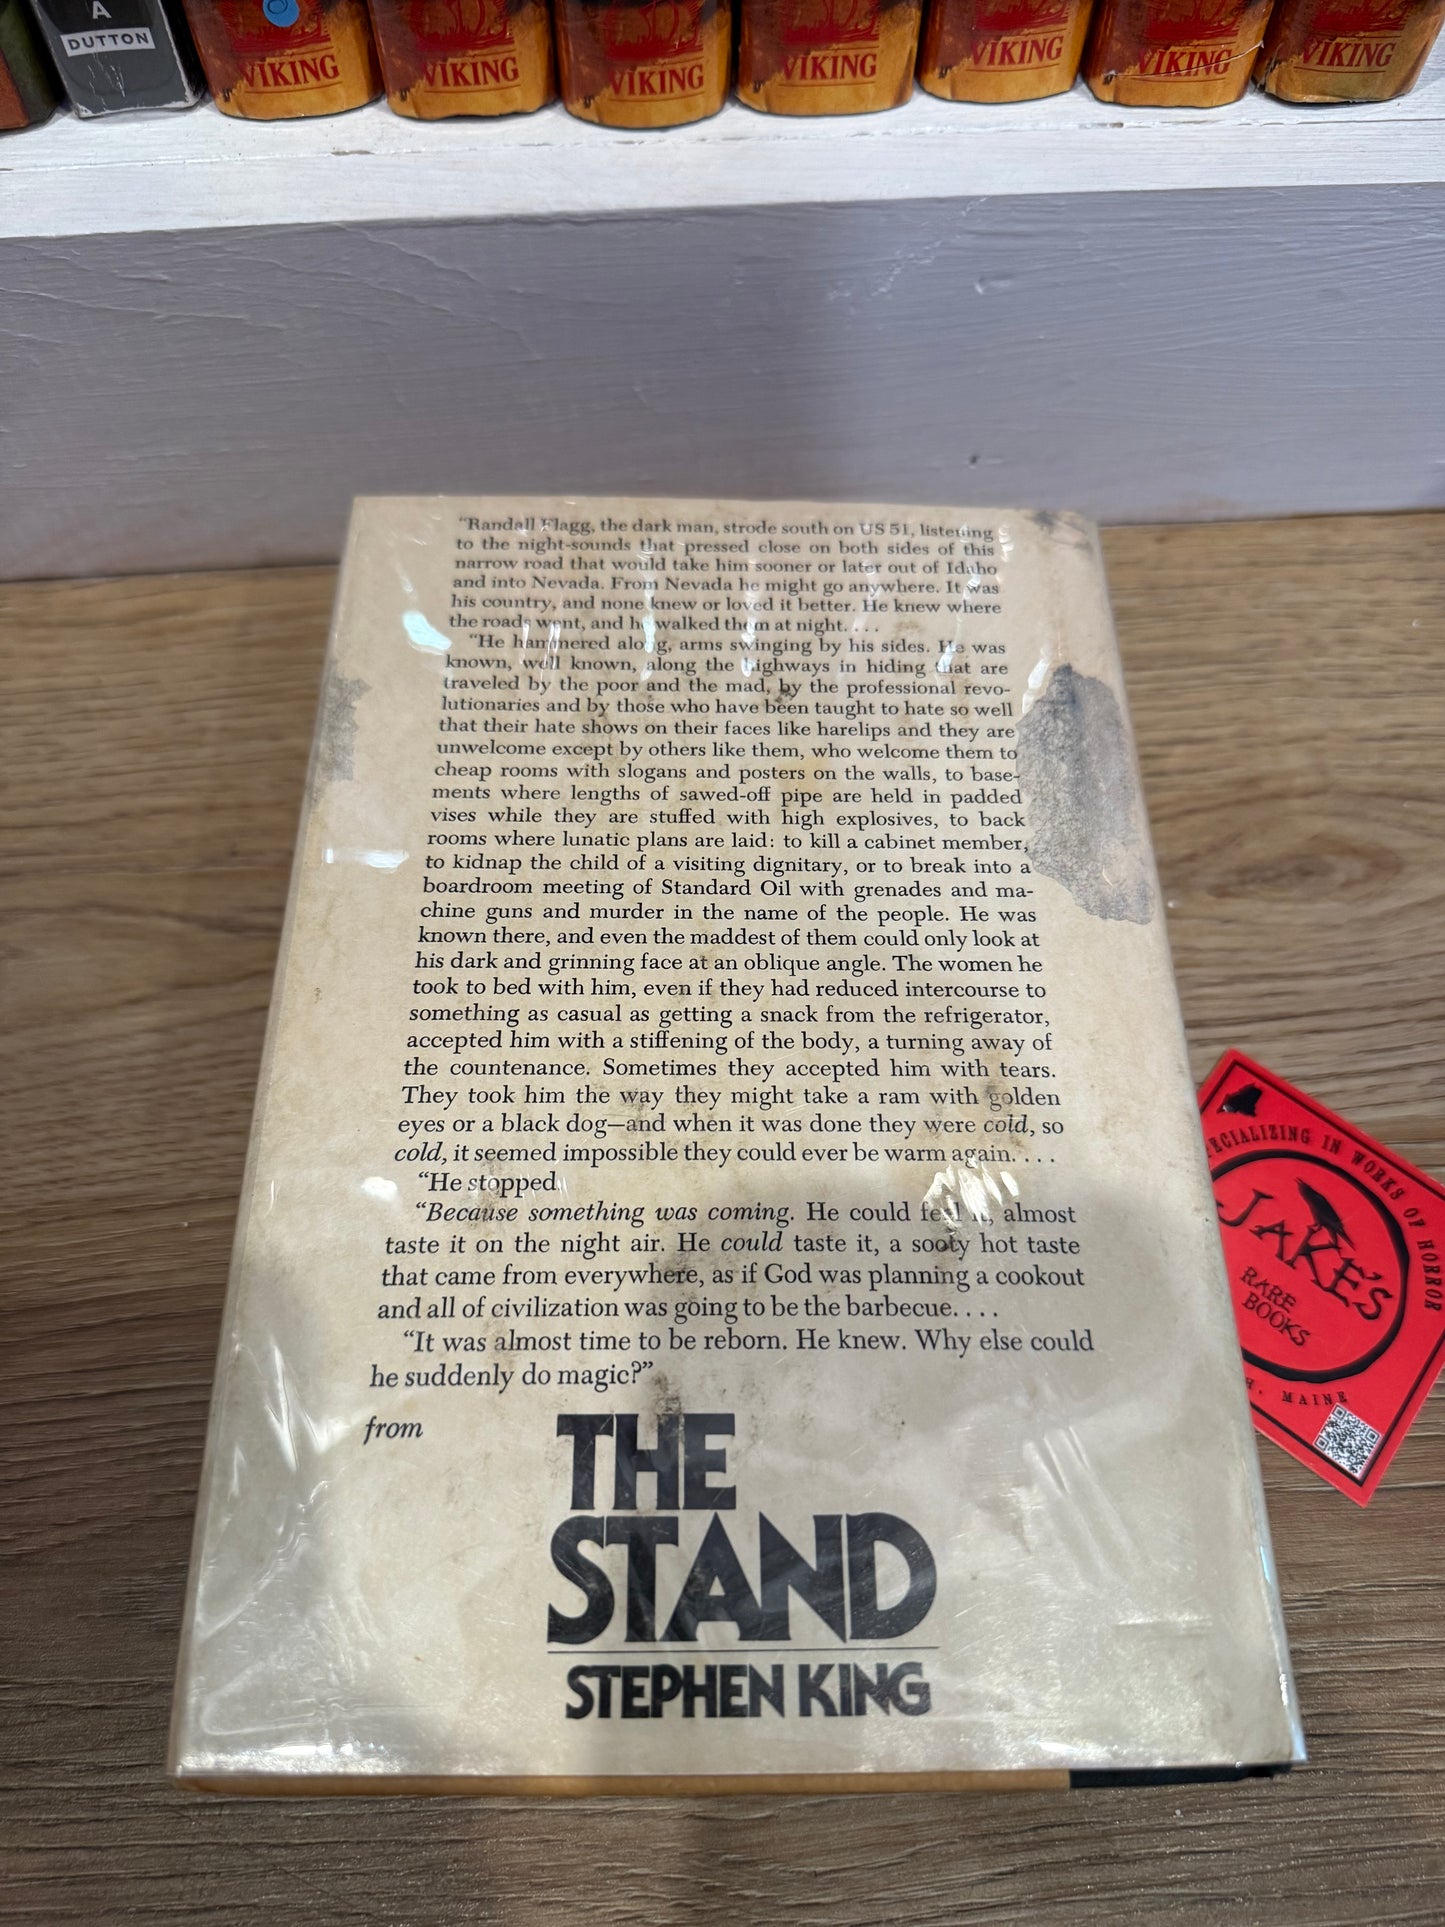 A
DUTTON
VIKING
VIKING
VIKING
VIKING
VIKING
VIKING
VIKING
“Randall Flagg, the dark man, strode south on US 51, listening
to the night-sounds that pressed close on both sides of this
narrow road that would take him sooner or later out of Idaho
and into Nevada. From Nevada he might go anywhere. It was
his country, and none knew or loved it better. He knew where
the roads went, and he walked them at night. . . .
“He hammered along, arms swinging by his sides. He was
known, well known, along the highways in hiding that are
traveled by the poor and the mad, by the professional revo-
lutionaries and by those who have been taught to hate so well
that their hate shows on their faces like harelips and they are
unwelcome except by others like them, who welcome them to
cheap rooms with slogans and posters on the walls, to base-
ments where lengths of sawed-off pipe are held in padded
vises while they are stuffed with high explosives, to back
rooms where lunatic plans are laid: to kill a cabinet member,
to kidnap the child of a visiting dignitary, or to break into a
boardroom meeting of Standard Oil with grenades and ma-
chine guns and murder in the name of the people. He was
known there, and even the maddest of them could only look at
his dark and grinning face at an oblique angle. The women he
took to bed with him, even if they had reduced intercourse to
something as casual as getting a snack from the refrigerator,
accepted him with a stiffening of the body, a turning away of
the countenance. Sometimes they accepted him with tears.
They took him the way they might take a ram with golden
eyes or a black dog—and when it was done they were cold, so
cold, it seemed impossible they could ever be warm again. . . .
“He stopped
“Because something was coming. He could feel it, almost
taste it on the night air. He could taste it, a sooty hot taste
that came from everywhere, as if God was planning a cookout
and all of civilization was going to be the barbecue. . . .
“It was almost time to be reborn. He knew. Why else could
he suddenly do magic?”
from
THE
STAND
STEPHEN KING
SPECIALIZING IN WORKS OF HORROR
JAKE'S
RARE
BOOKS
MAINE